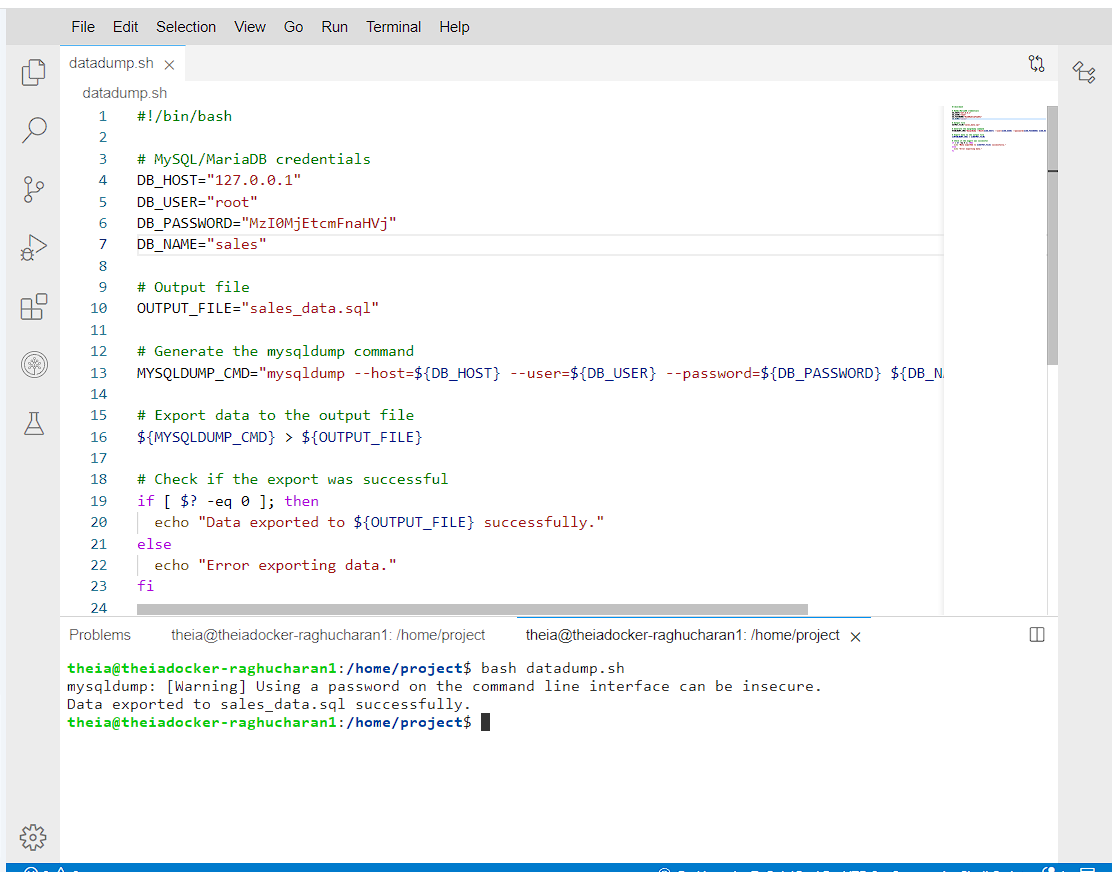 File Edit Selection View Go Run Terminal Help
datadump.sh
datadump.sh
1 #!/bin/bash
2
3 # MySQL/MariaDB credentials
4 DB_HOST="127.0.0.1"
5 DB_USER="root"
6 DB_PASSWORD="MzI0MjEtcmFnaHVj"
7 DB_NAME="sales"
8
9 # Output file
10 OUTPUT_FILE="sales_data.sql"
11
12 # Generate the mysqldump command
13 MYSQLDUMP_CMD="mysqldump --host=${DB_HOST} --user=${DB_USER} --password=${DB_PASSWORD} ${DB_N
14
15 # Export data to the output file
16 ${MYSQLDUMP_CMD} > ${OUTPUT_FILE}
17
18 # Check if the export was successful
19 if [ $? -eq 0 ]; then
20 echo "Data exported to ${OUTPUT_FILE} successfully."
21 else
22 echo "Error exporting data."
23 fi
24
Problems theia@theiadocker-raghucharan1: /home/project theia@theiadocker-raghucharan1: /home/project
theia@theiadocker-raghucharan1:/home/project$ bash datadump.sh
mysqldump: [Warning] Using a password on the command line interface can be insecure.
Data exported to sales_data.sql successfully.
theia@theiadocker-raghucharan1:/home/project$